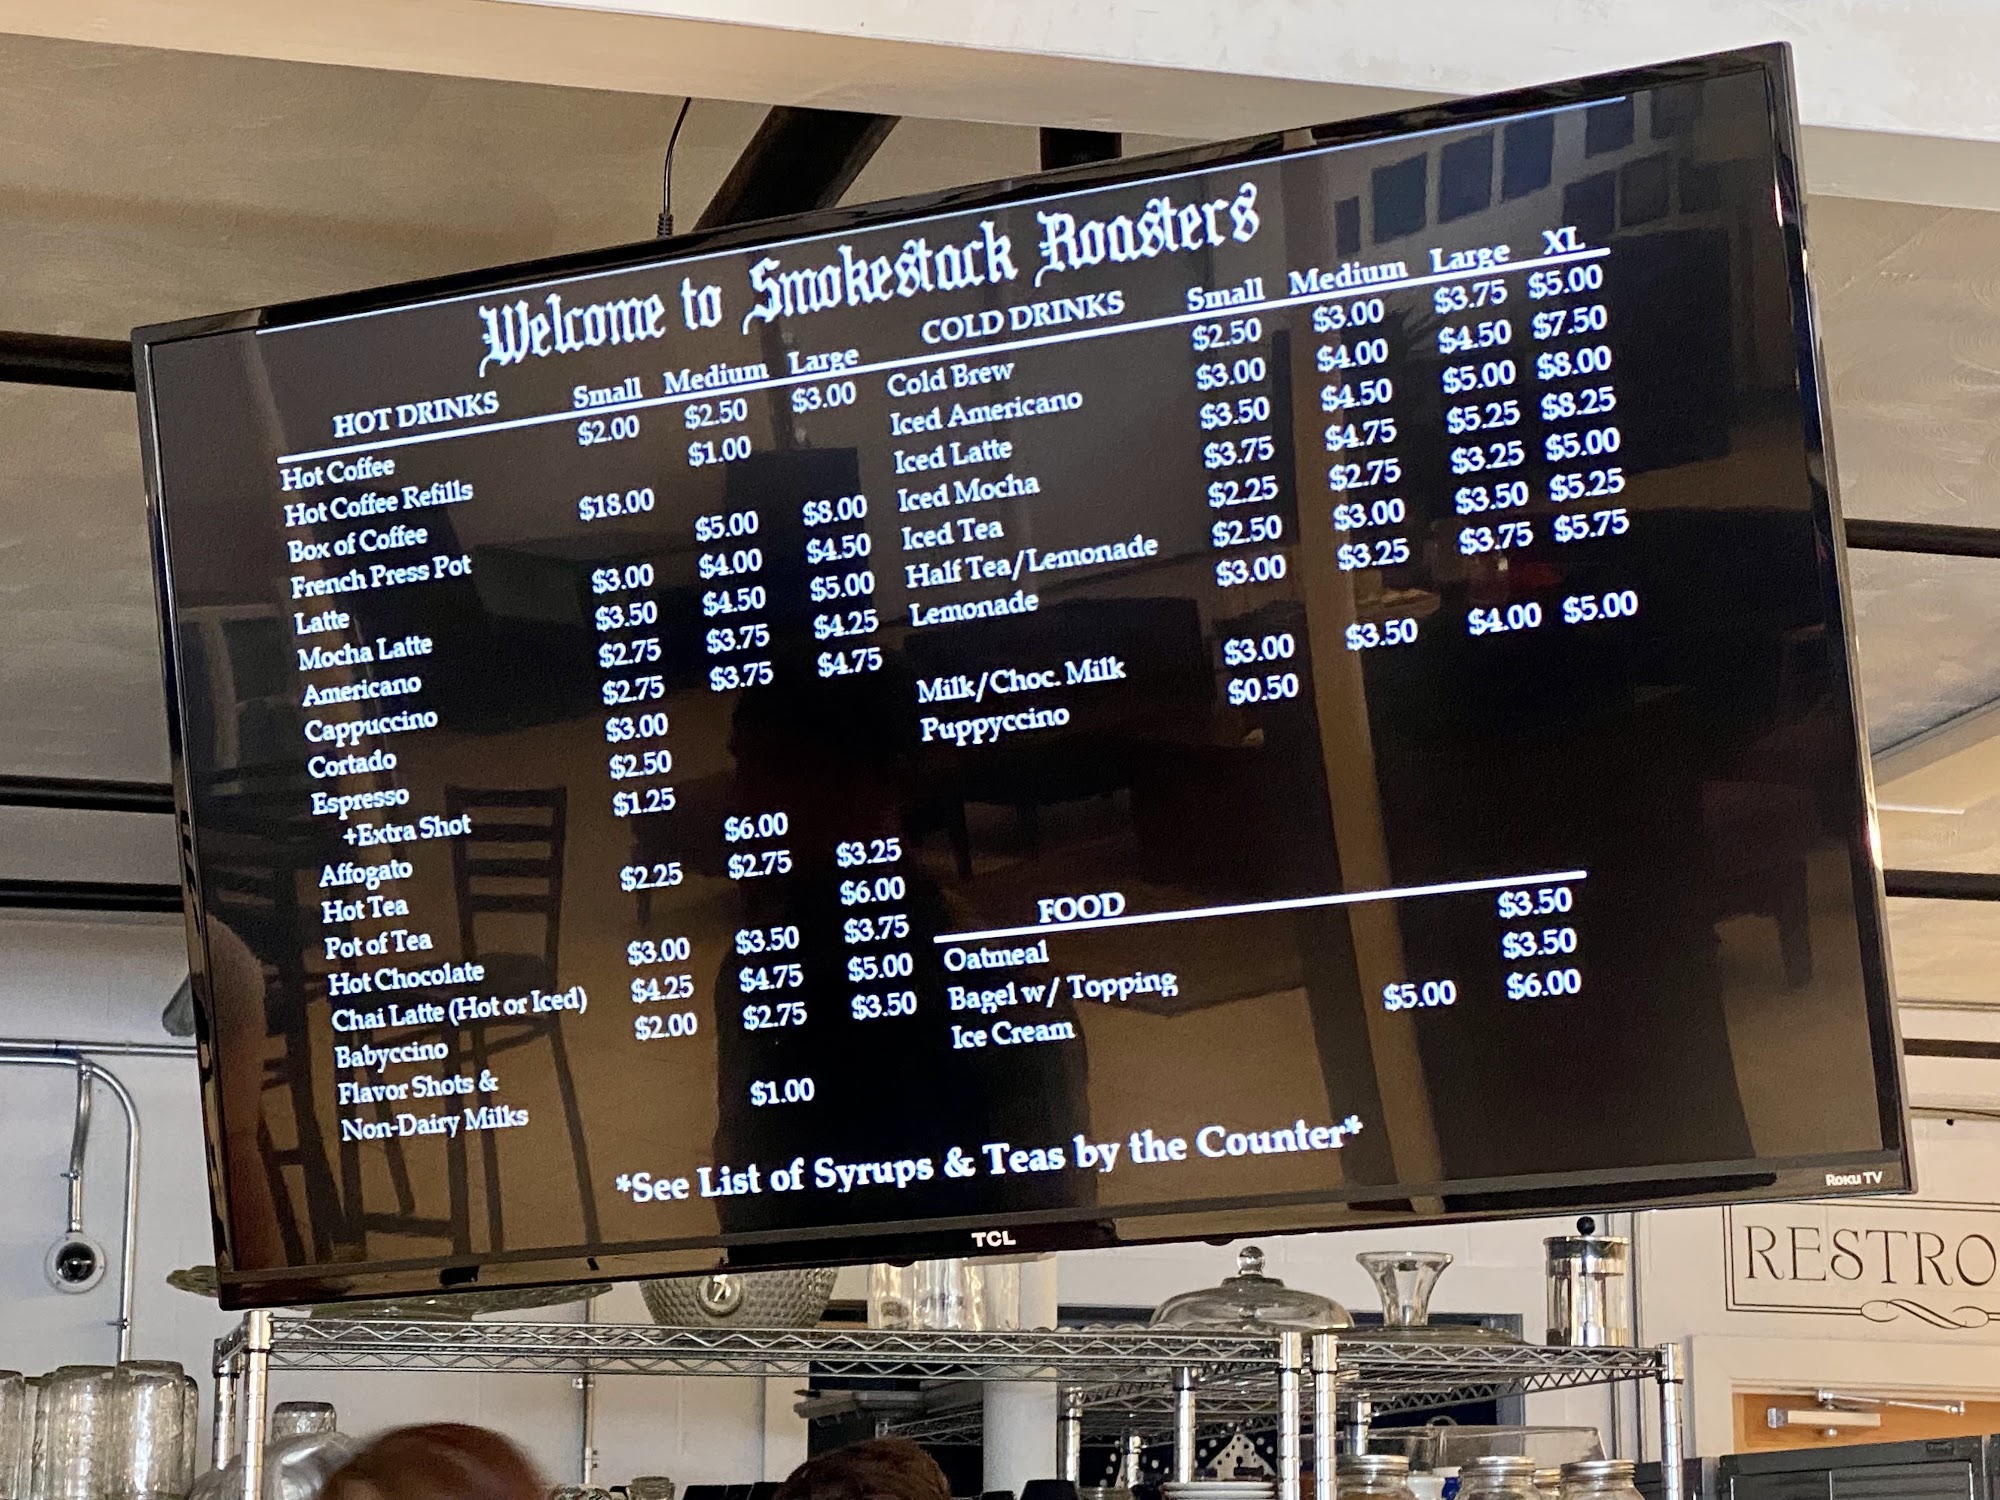 Welcome to Smokestack Roasters
HOT DRINKS Small Medium Large
Hot Coffee $2.00 $2.50 $3.00
Hot Coffee Refills $1.00
Box of Coffee $18.00
French Press Pot $5.00 $8.00
Latte $3.00 $4.00 $4.50
Mocha Latte $3.50 $4.50 $5.00
Americano $2.75 $3.75 $4.25
Cappuccino $2.75 $3.75 $4.75
Cortado $3.00
Espresso $2.50
+Extra Shot $1.25
Affogato $6.00
Hot Tea $2.25 $2.75 $3.25
Pot of Tea $6.00
Hot Chocolate $3.00 $3.50 $3.75
Chai Latte (Hot or Iced) $4.25 $4.75 $5.00
Babyccino $2.00 $2.75 $3.50
Flavor Shots &
Non-Dairy Milks $1.00
COLD DRINKS Small Medium Large XL
Cold Brew $2.50 $3.00 $3.75 $5.00
Iced Americano $3.00 $4.00 $4.50 $7.50
Iced Latte $3.50 $4.50 $5.00 $8.00
Iced Mocha $3.75 $4.75 $5.25 $8.25
Iced Tea $2.25 $2.75 $3.25 $5.00
Half Tea/Lemonade $2.50 $3.00 $3.50 $5.25
Lemonade $3.00 $3.25 $3.75 $5.75
Milk/Choc. Milk $3.00 $3.50 $4.00 $5.00
Puppyccino $0.50
FOOD
Oatmeal $3.50
Bagel w/ Topping $3.50
Ice Cream $5.00 $6.00
*See List of Syrups & Teas by the Counter*
TCL
Roku TV
RESTRO